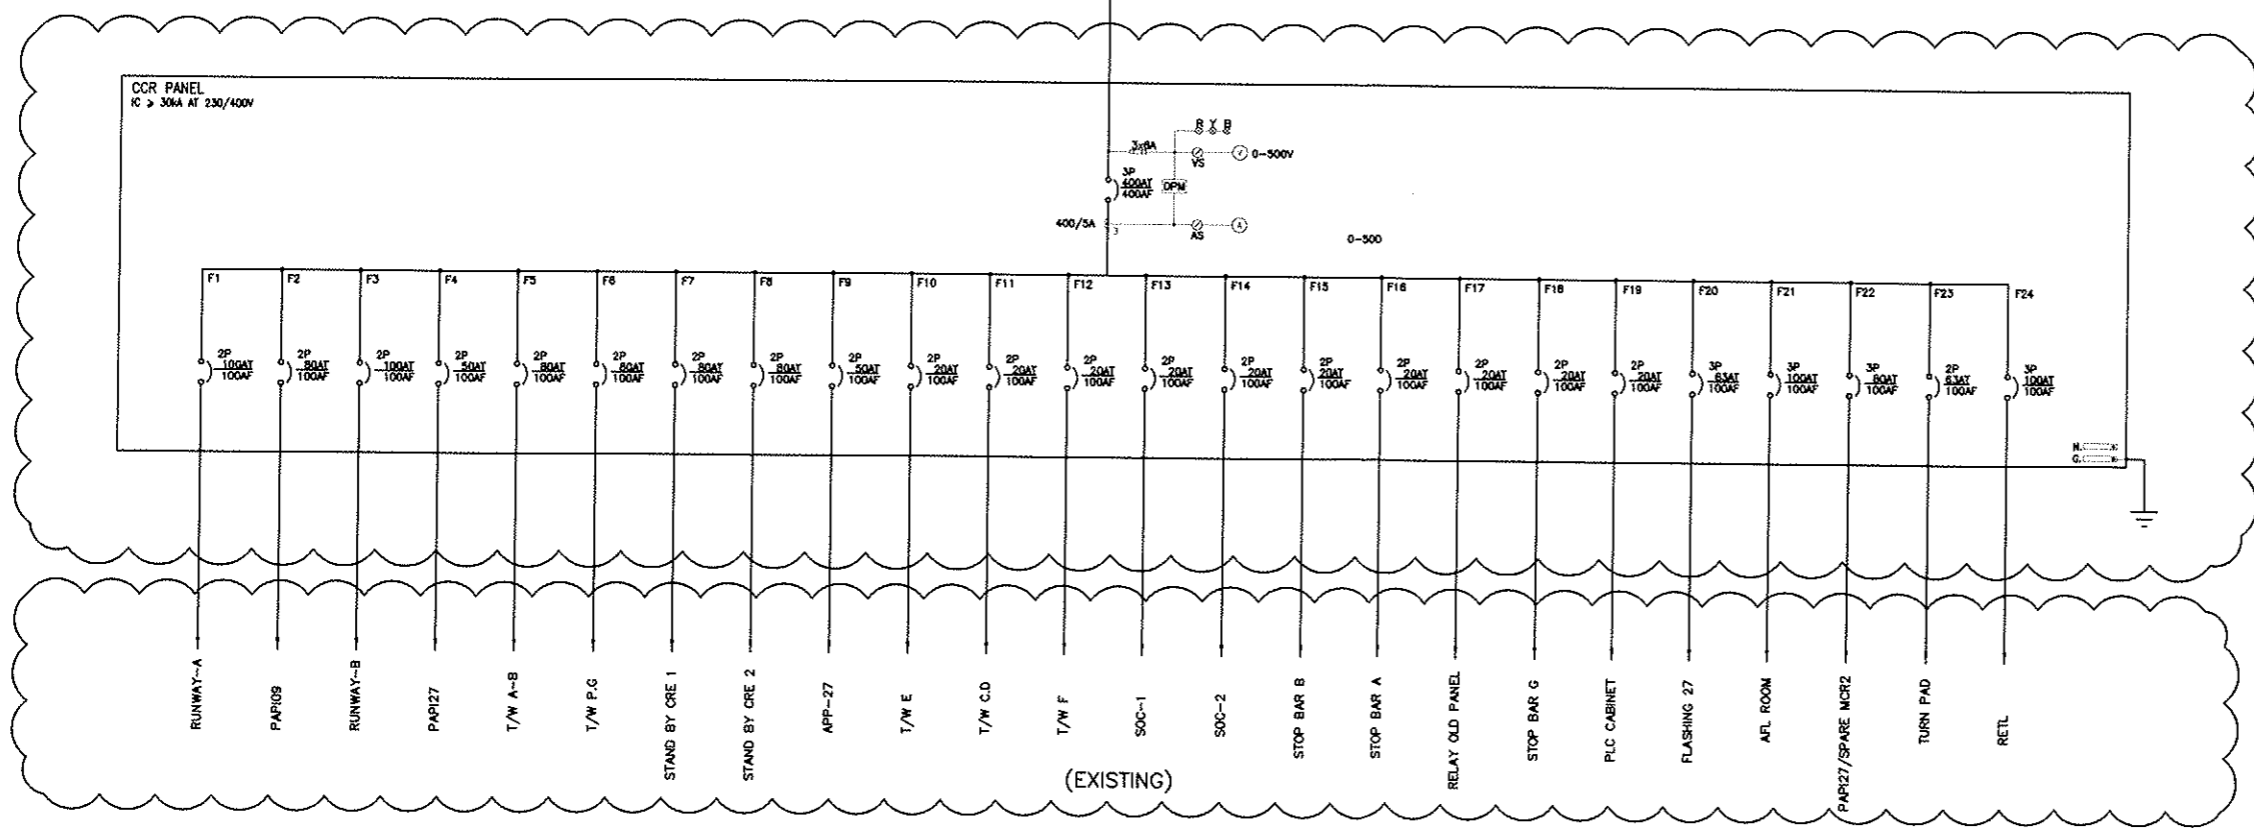 CCR PANEL
IC ≥ 30kA AT 230/400V
R Y B
3x6A
VS
V
0-500V
3P
400AT
400AF
DPM
400/5A
3
AS
A
0-500
F1
F2
F3
F4
F5
F6
F7
F8
F9
F10
F11
F12
F13
F14
F15
F16
F17
F18
F19
F20
F21
F22
F23
F24
2P
100AT
100AF
2P
80AT
100AF
2P
100AT
100AF
2P
50AT
100AF
2P
80AT
100AF
2P
80AT
100AF
2P
80AT
100AF
2P
80AT
100AF
2P
50AT
100AF
2P
20AT
100AF
2P
20AT
100AF
2P
20AT
100AF
2P
20AT
100AF
2P
20AT
100AF
2P
20AT
100AF
2P
20AT
100AF
2P
20AT
100AF
2P
20AT
100AF
2P
20AT
100AF
3P
63AT
100AF
3P
100AT
100AF
3P
80AT
100AF
2P
63AT
100AF
3P
100AT
100AF
N.
G.
RUNWAY-A
PAPI09
RUNWAY-B
PAPI27
T/W A-B
T/W P.G
STAND BY CRE 1
STAND BY CRE 2
APP-27
T/W E
T/W C.D
T/W F
SOC-1
SOC-2
STOP BAR B
STOP BAR A
RELAY OLD PANEL
STOP BAR G
PLC CABINET
FLASHING 27
AFL ROOM
PAPI27/SPARE MCR2
TURN PAD
RETL
(EXISTING)